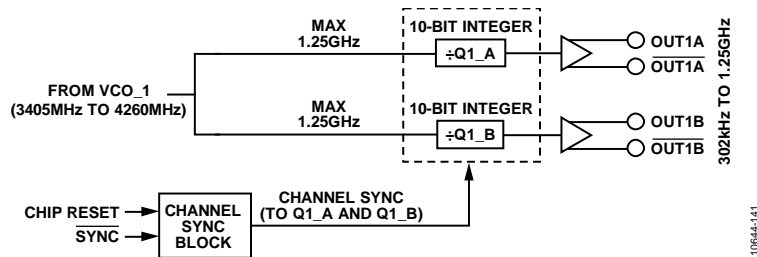 MAX
1.25GHz
10-BIT INTEGER
÷Q1_A
OUT1A
OUT1A
FROM VCO_1
(3405MHz TO 4260MHz)
MAX
1.25GHz
10-BIT INTEGER
÷Q1_B
OUT1B
OUT1B
302kHz TO 1.25GHz
CHIP RESET
SYNC
CHANNEL
SYNC
BLOCK
CHANNEL SYNC
(TO Q1_A AND Q1_B)
10644-141